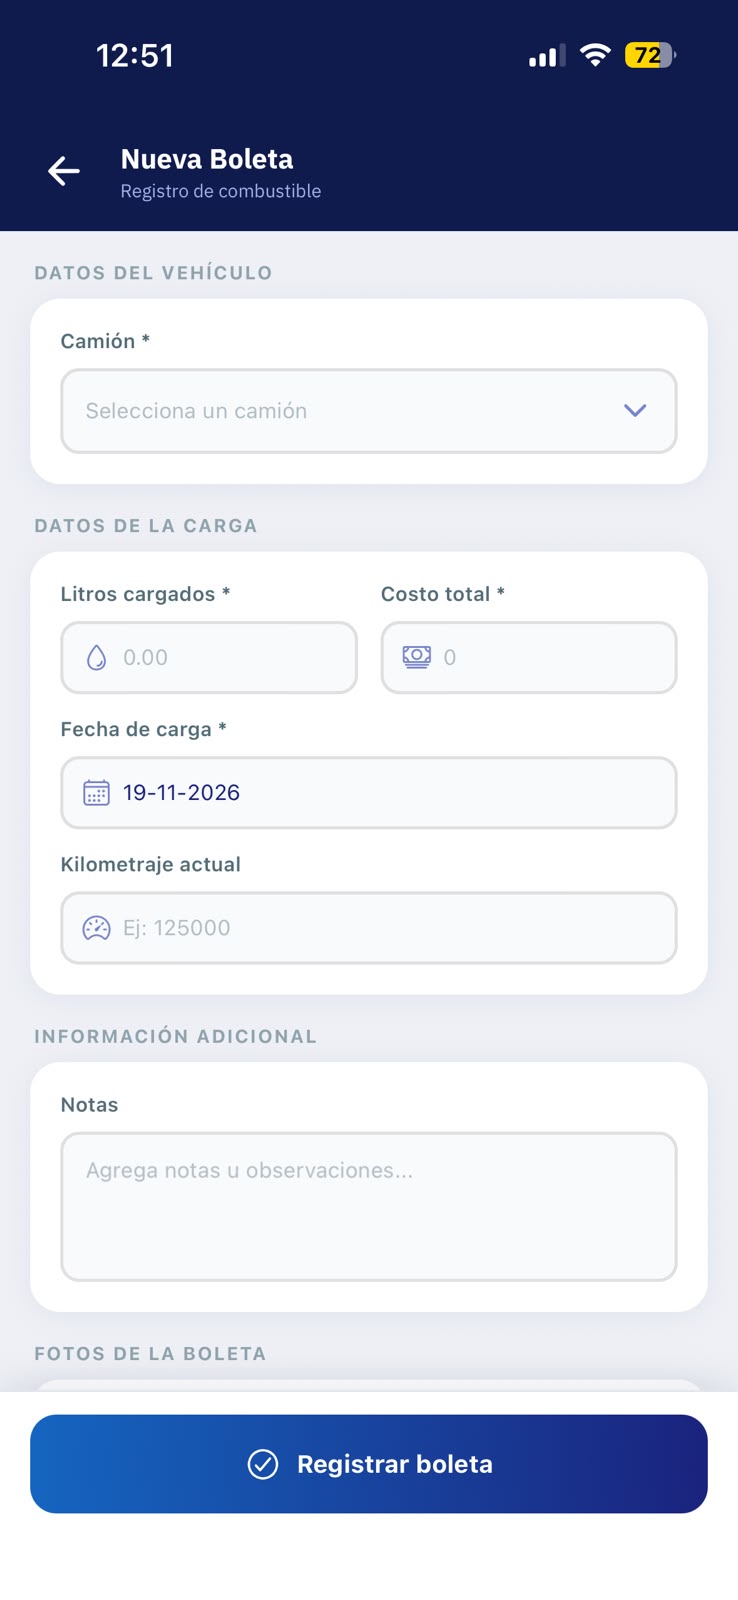 12:51
72
Nueva Boleta
Registro de combustible
DATOS DEL VEHÍCULO
Camión *
Selecciona un camión
DATOS DE LA CARGA
Litros cargados *
Costo total *
0.00
0
Fecha de carga *
19-11-2026
Kilometraje actual
Ej: 125000
INFORMACIÓN ADICIONAL
Notas
Agrega notas u observaciones...
FOTOS DE LA BOLETA
Registrar boleta